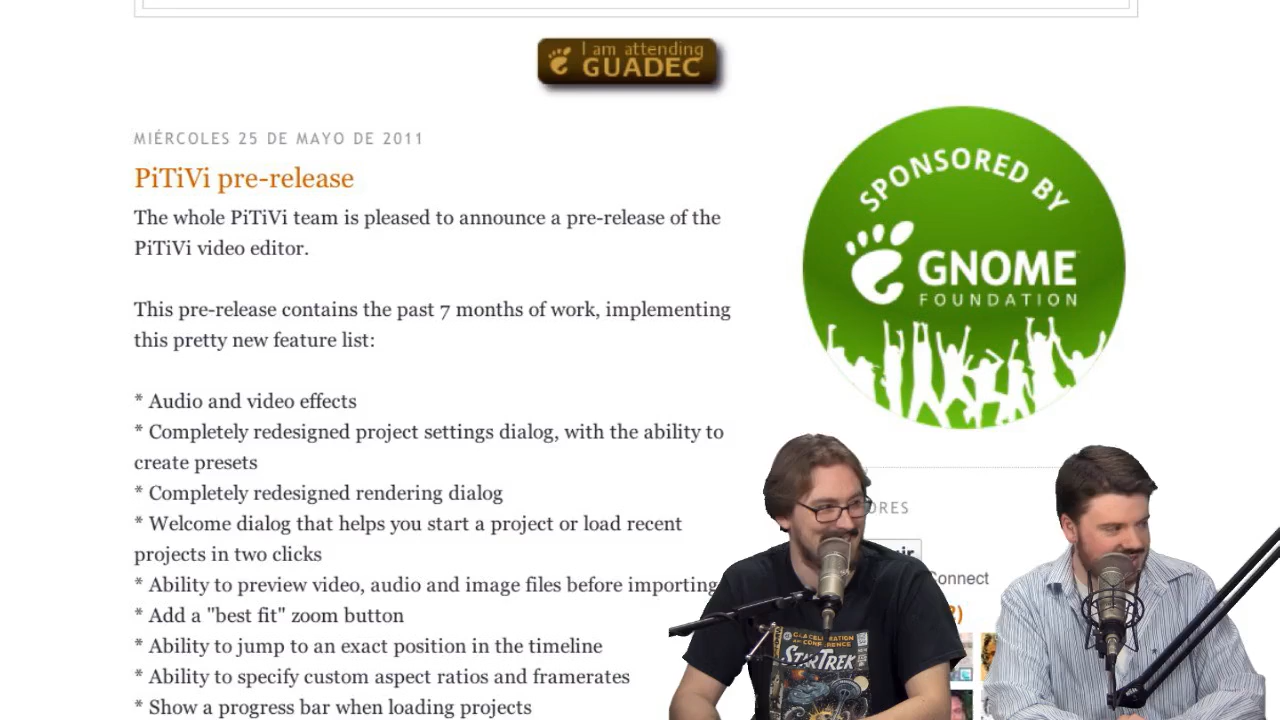 I am attending
GUADEC
MIÉRCOLES 25 DE MAYO DE 2011
PiTiVi pre-release
The whole PiTiVi team is pleased to announce a pre-release of the
PiTiVi video editor.
This pre-release contains the past 7 months of work, implementing
this pretty new feature list:
* Audio and video effects
* Completely redesigned project settings dialog, with the ability to
create presets
* Completely redesigned rendering dialog
* Welcome dialog that helps you start a project or load recent
projects in two clicks
* Ability to preview video, audio and image files before importing
* Add a "best fit" zoom button
* Ability to jump to an exact position in the timeline
* Ability to specify custom aspect ratios and framerates
* Show a progress bar when loading projects
SPONSORED BY
GNOME
FOUNDATION
ORES
Connect
STAR TREK